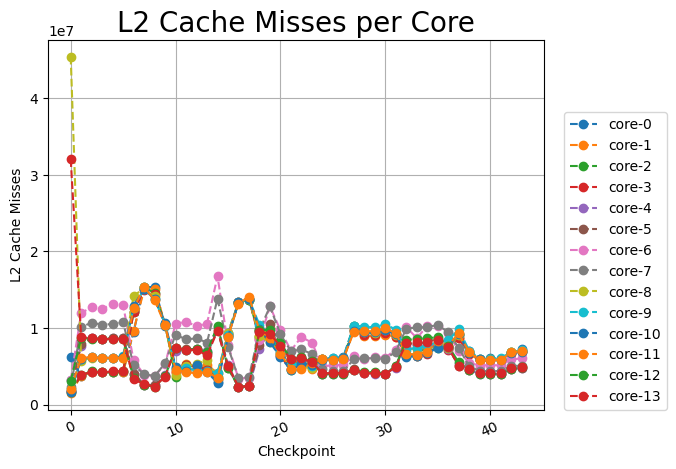 L2 Cache Misses per Core
1e7
4
3
2
1
0
L2 Cache Misses
0
10
20
30
40
Checkpoint
core-0
core-1
core-2
core-3
core-4
core-5
core-6
core-7
core-8
core-9
core-10
core-11
core-12
core-13